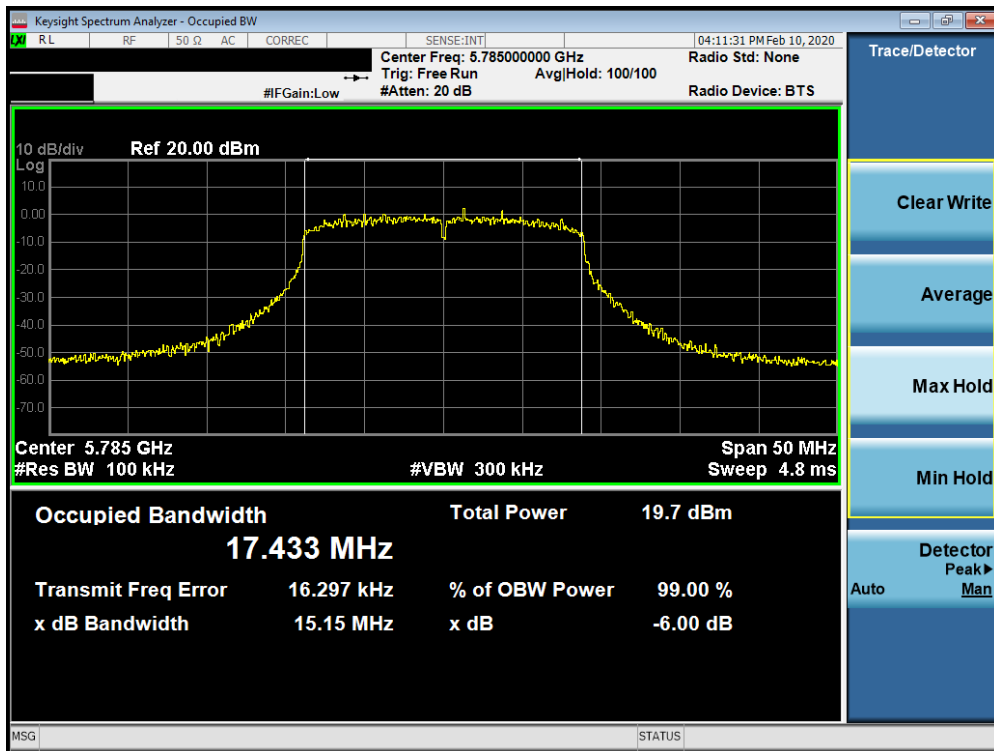 Keysight Spectrum Analyzer - Occupied BW
LXI RL RF 50 Ω AC CORREC SENSE:INT 04:11:31 PM Feb 10, 2020
Center Freq: 5.785000000 GHz Radio Std: None
Trig: Free Run Avg|Hold: 100/100
#IFGain:Low #Atten: 20 dB Radio Device: BTS
Trace/Detector
10 dB/div Ref 20.00 dBm
Log
10.0
0.00
-10.0
-20.0
-30.0
-40.0
-50.0
-60.0
-70.0
Center 5.785 GHz Span 50 MHz
#Res BW 100 kHz #VBW 300 kHz Sweep 4.8 ms
Occupied Bandwidth Total Power 19.7 dBm
17.433 MHz
Transmit Freq Error 16.297 kHz % of OBW Power 99.00 %
x dB Bandwidth 15.15 MHz x dB -6.00 dB
Clear Write
Average
Max Hold
Min Hold
Detector
Peak▶
Auto Man
MSG STATUS